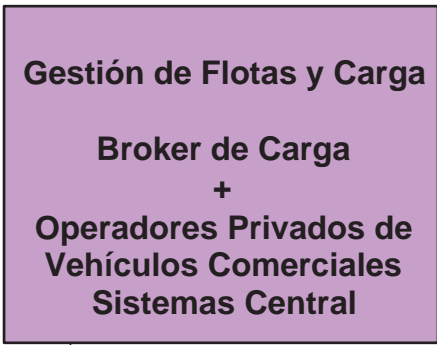 Gestión de Flotas y Carga
Broker de Carga
+
Operadores Privados de
Vehículos Comerciales
Sistemas Central